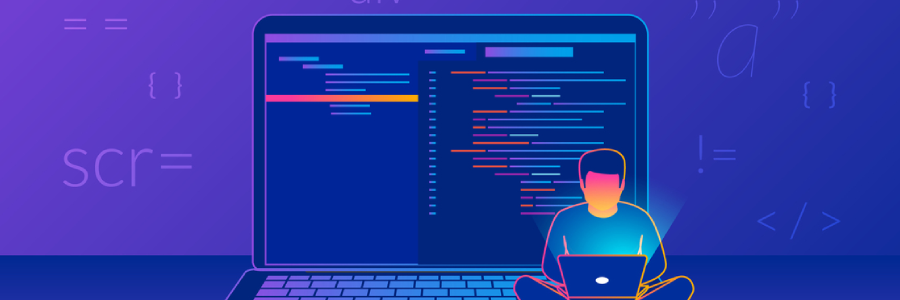 = =
{ }
scr=
a
{ }
!=
</>